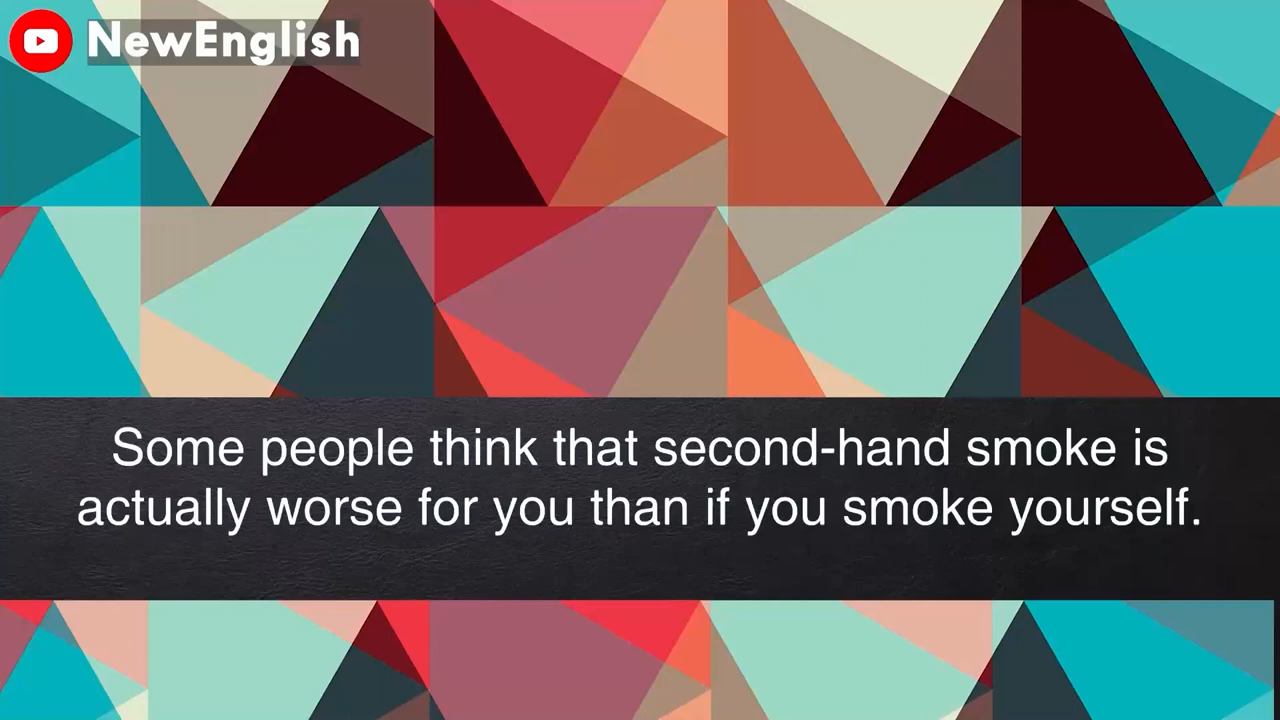 NewEnglish
Some people think that second-hand smoke is
actually worse for you than if you smoke yourself.